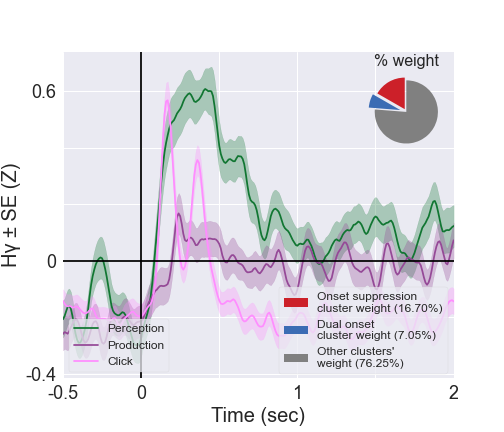 % weight
Hγ ± SE (Z)
0.6
0
-0.4
Perception
Production
Click
Onset suppression
cluster weight (16.70%)
Dual onset
cluster weight (7.05%)
Other clusters'
weight (76.25%)
-0.5
0
1
2
Time (sec)